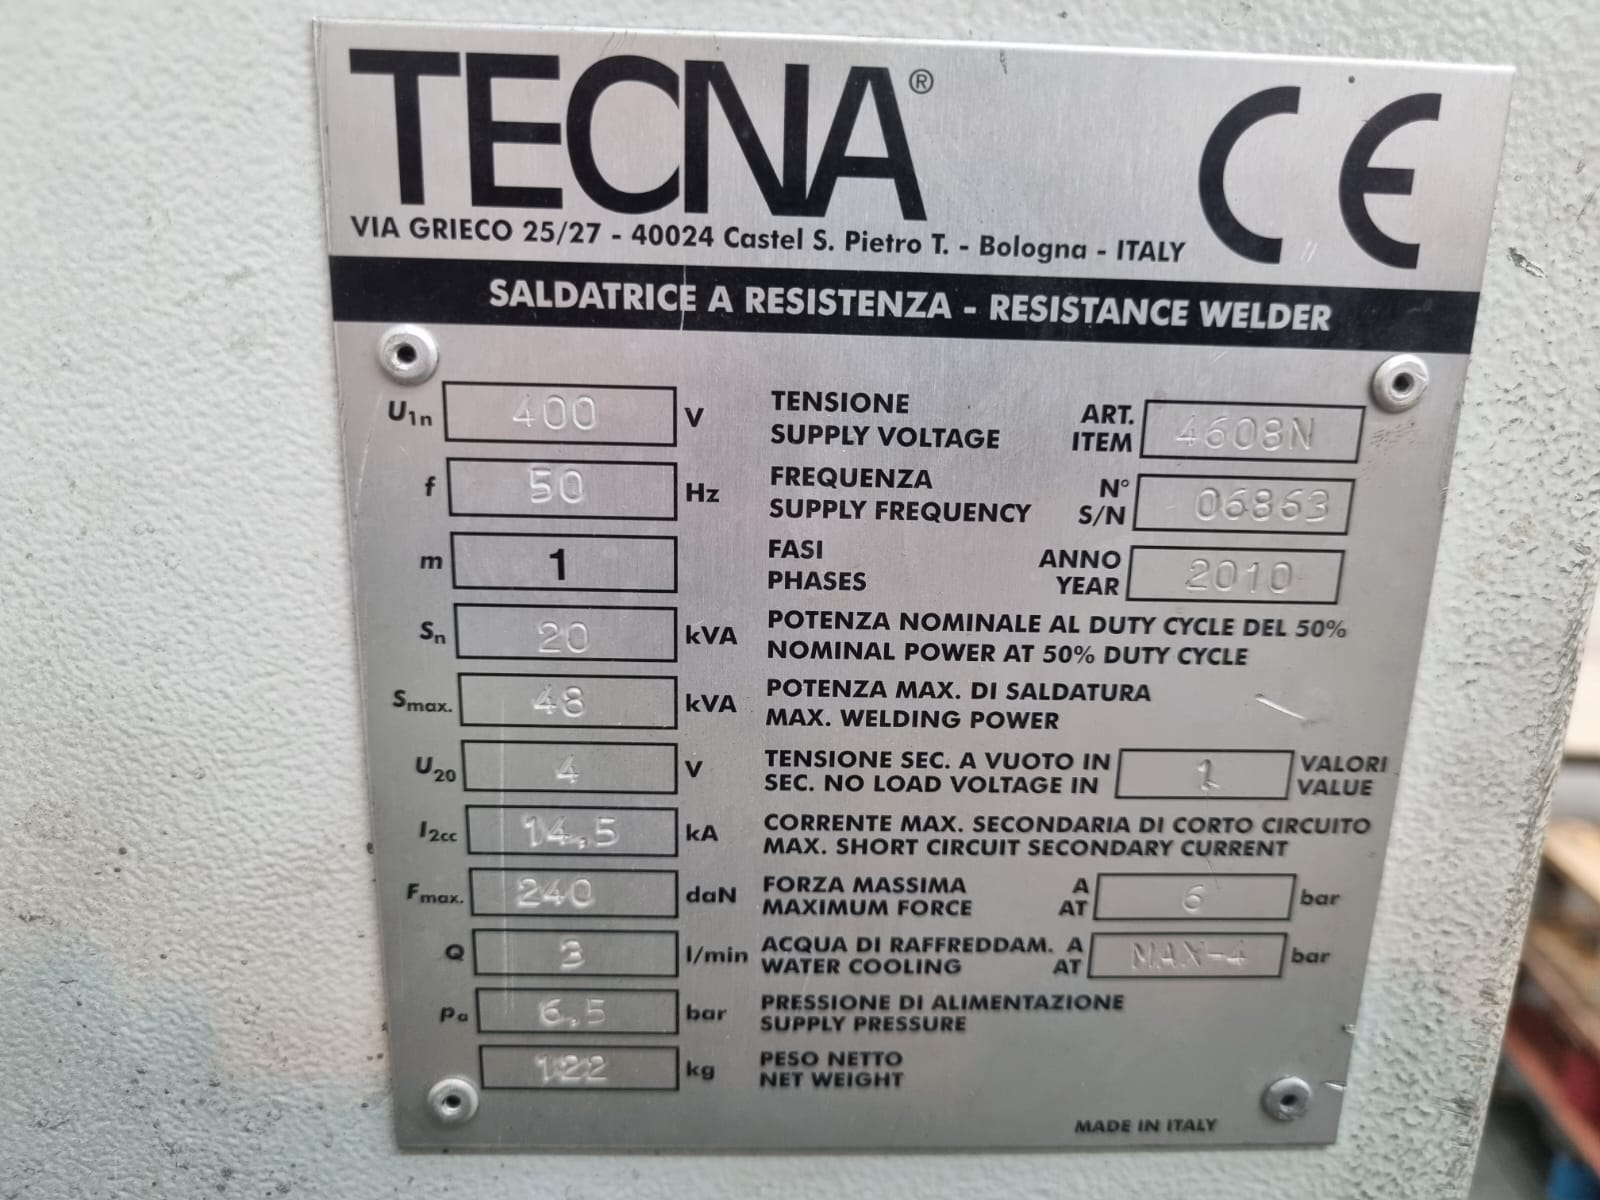 TECNA®
CE
VIA GRIECO 25/27 - 40024 Castel S. Pietro T. - Bologna - ITALY
SALDATRICE A RESISTENZA - RESISTANCE WELDER
U1n 400 V TENSIONE SUPPLY VOLTAGE ART. ITEM 4608N
f 50 Hz FREQUENZA SUPPLY FREQUENCY N° S/N 06863
m 1 FASI PHASES ANNO YEAR 2010
Sn 20 kVA POTENZA NOMINALE AL DUTY CYCLE DEL 50% NOMINAL POWER AT 50% DUTY CYCLE
Smax. 48 kVA POTENZA MAX. DI SALDATURA MAX. WELDING POWER
U20 4 V TENSIONE SEC. A VUOTO IN SEC. NO LOAD VOLTAGE IN 1 VALORI VALUE
I2cc 14,5 kA CORRENTE MAX. SECONDARIA DI CORTO CIRCUITO MAX. SHORT CIRCUIT SECONDARY CURRENT
Fmax. 240 daN FORZA MASSIMA MAXIMUM FORCE A AT 6 bar
Q 3 l/min ACQUA DI RAFFREDDAM. WATER COOLING A AT MAX-4 bar
Pa 6,5 bar PRESSIONE DI ALIMENTAZIONE SUPPLY PRESSURE
122 kg PESO NETTO NET WEIGHT
MADE IN ITALY